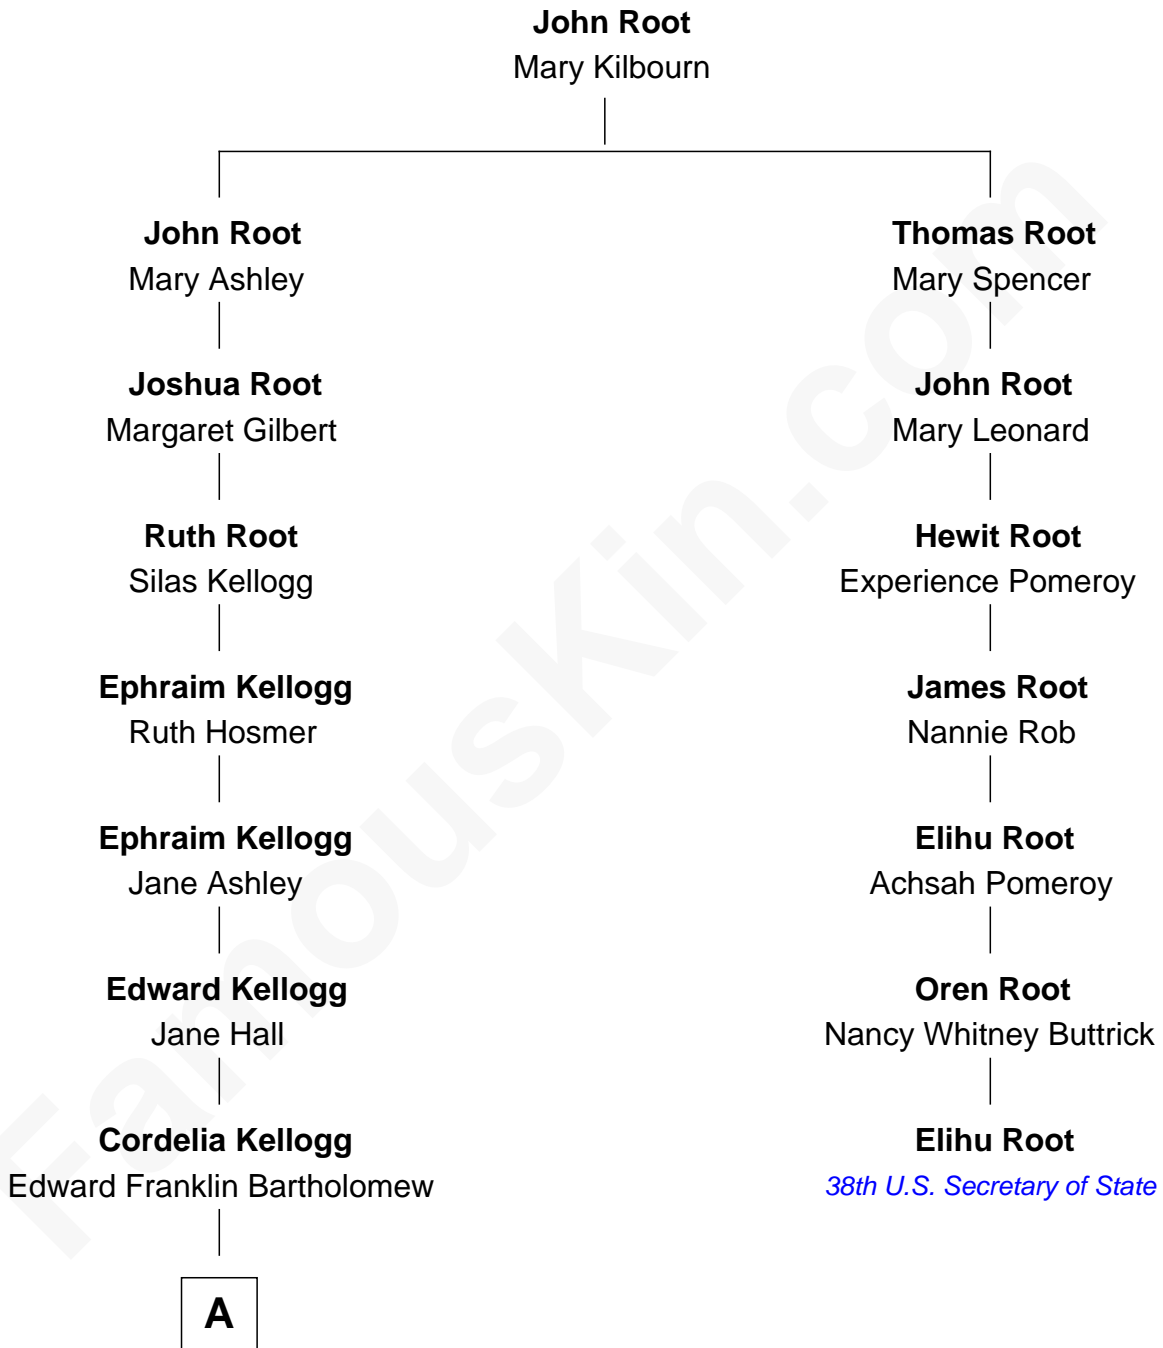 John Root
Mary Kilbourn
John Root
Mary Ashley
Thomas Root
Mary Spencer
Joshua Root
Margaret Gilbert
John Root
Mary Leonard
Ruth Root
Silas Kellogg
Hewit Root
Experience Pomeroy
Ephraim Kellogg
Ruth Hosmer
James Root
Nannie Rob
Ephraim Kellogg
Jane Ashley
Elihu Root
Achsah Pomeroy
Edward Kellogg
Jane Hall
Oren Root
Nancy Whitney Buttrick
Cordelia Kellogg
Edward Franklin Bartholomew
Elihu Root
38th U.S. Secretary of State
A
FamousKin.com